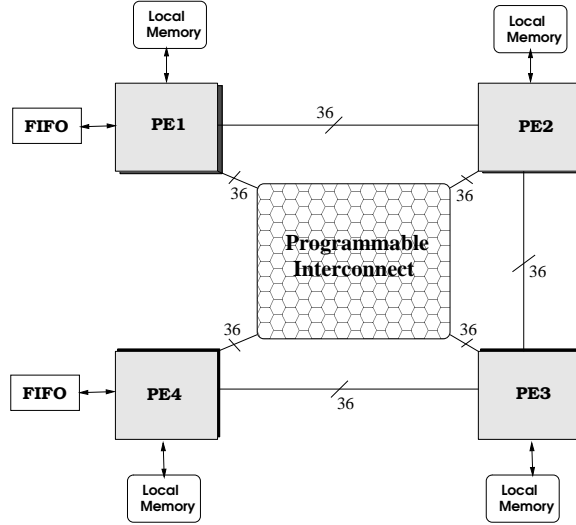 Local
Memory
Local
Memory
FIFO
PE1
36
PE2
36
36
Programmable
Interconnect
36
36
36
FIFO
PE4
36
PE3
Local
Memory
Local
Memory